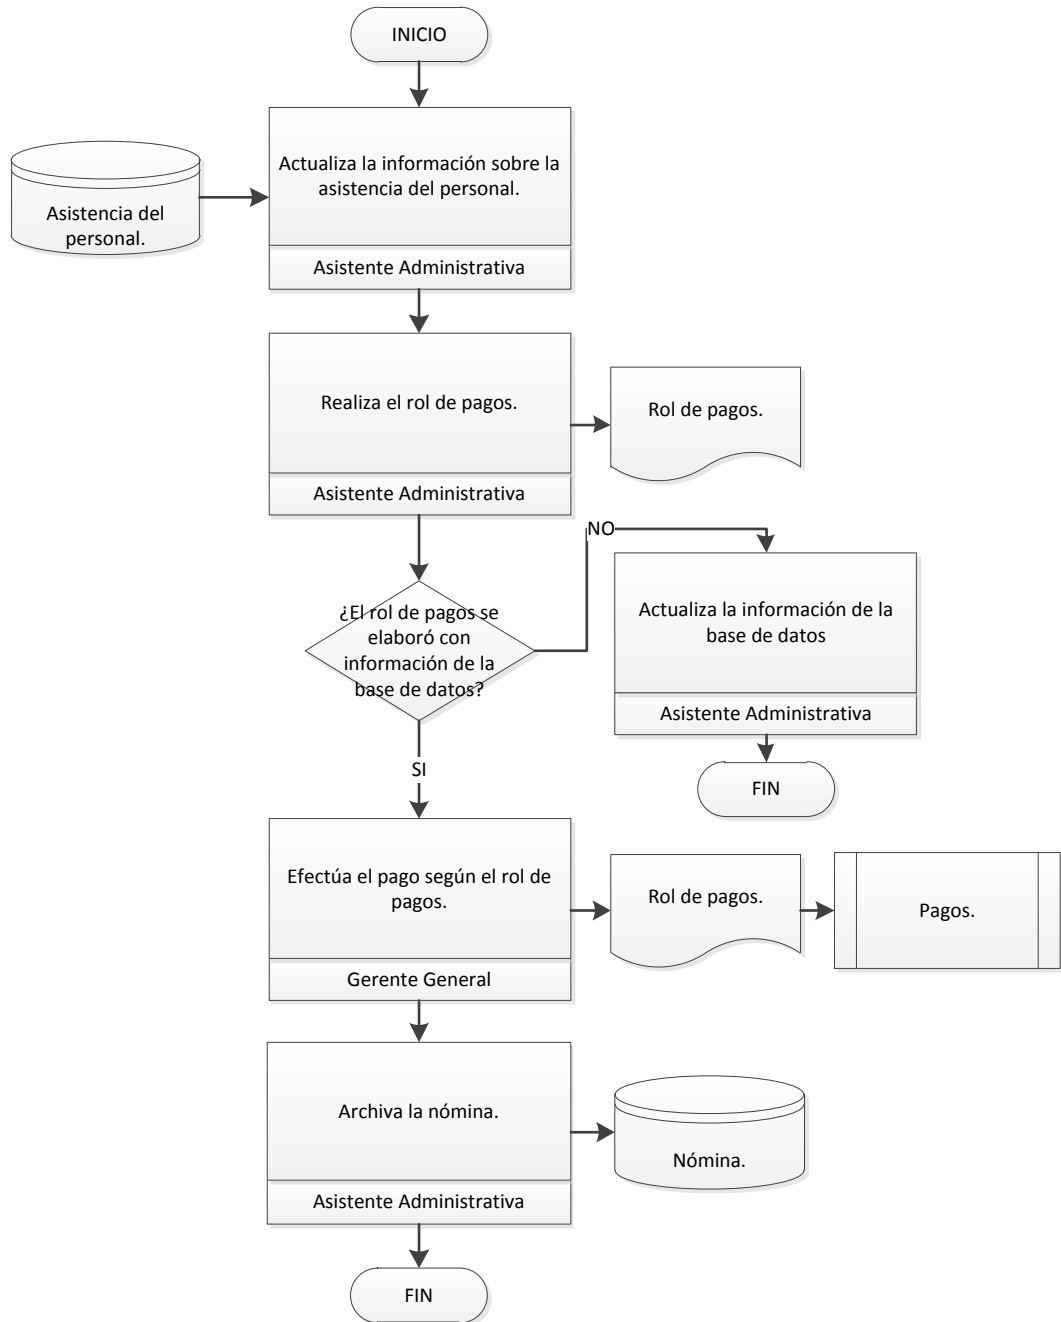 INICIO
Actualiza la información sobre la
asistencia del personal.
Asistencia del
personal.
Asistente Administrativa
Realiza el rol de pagos.
Rol de pagos.
Asistente Administrativa
NO
¿El rol de pagos se
elaboró con
información de la
base de datos?
Actualiza la información de la
base de datos
Asistente Administrativa
SI
FIN
Efectúa el pago según el rol de
pagos.
Rol de pagos.
Pagos.
Gerente General
Archiva la nómina.
Nómina.
Asistente Administrativa
FIN